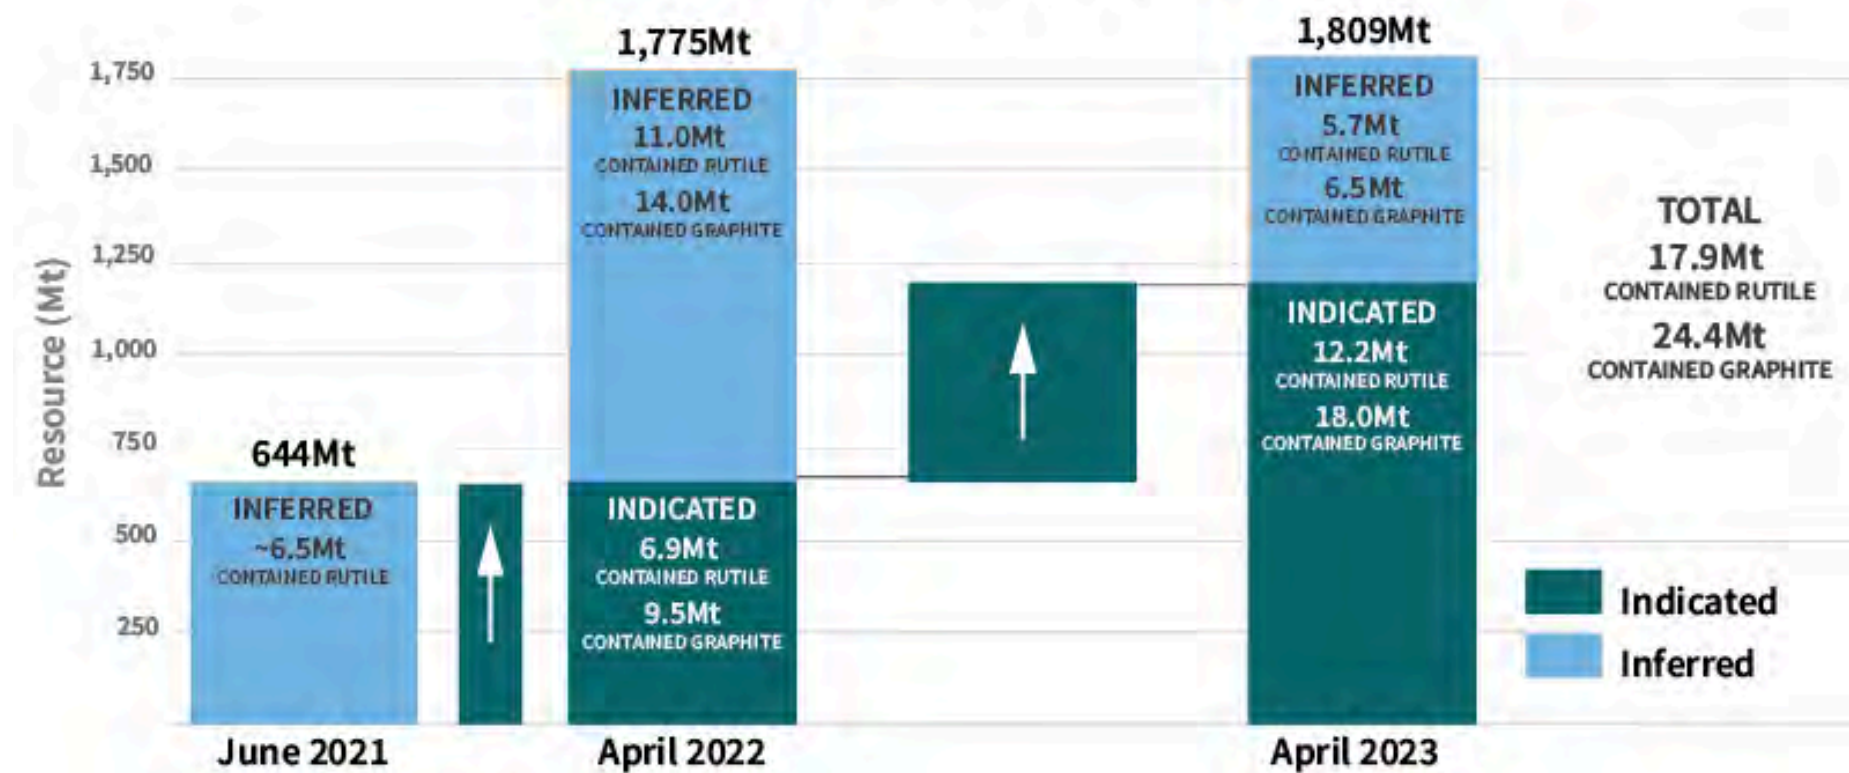 Resource (Mt)
1,750
1,500
1,250
1,000
750
500
250
644Mt
INFERRED
~6.5Mt
CONTAINED RUTILE
June 2021
1,775Mt
INFERRED
11.0Mt
CONTAINED RUTILE
14.0Mt
CONTAINED GRAPHITE
INDICATED
6.9Mt
CONTAINED RUTILE
9.5Mt
CONTAINED GRAPHITE
April 2022
1,809Mt
INFERRED
5.7Mt
CONTAINED RUTILE
6.5Mt
CONTAINED GRAPHITE
INDICATED
12.2Mt
CONTAINED RUTILE
18.0Mt
CONTAINED GRAPHITE
April 2023
TOTAL
17.9Mt
CONTAINED RUTILE
24.4Mt
CONTAINED GRAPHITE
Indicated
Inferred